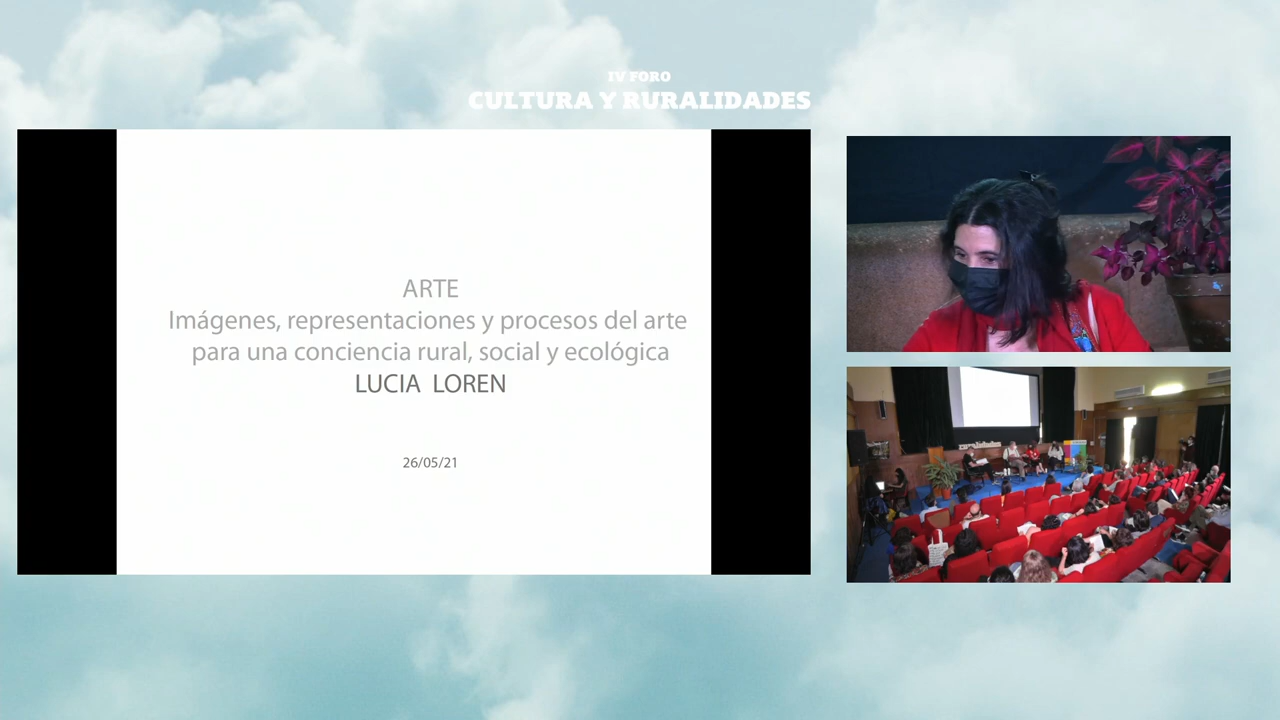 IV FORO
CULTURA Y RURALIDADES
ARTE
Imágenes, representaciones y procesos del arte
para una conciencia rural, social y ecológica
LUCIA LOREN
26/05/21
ruralidades